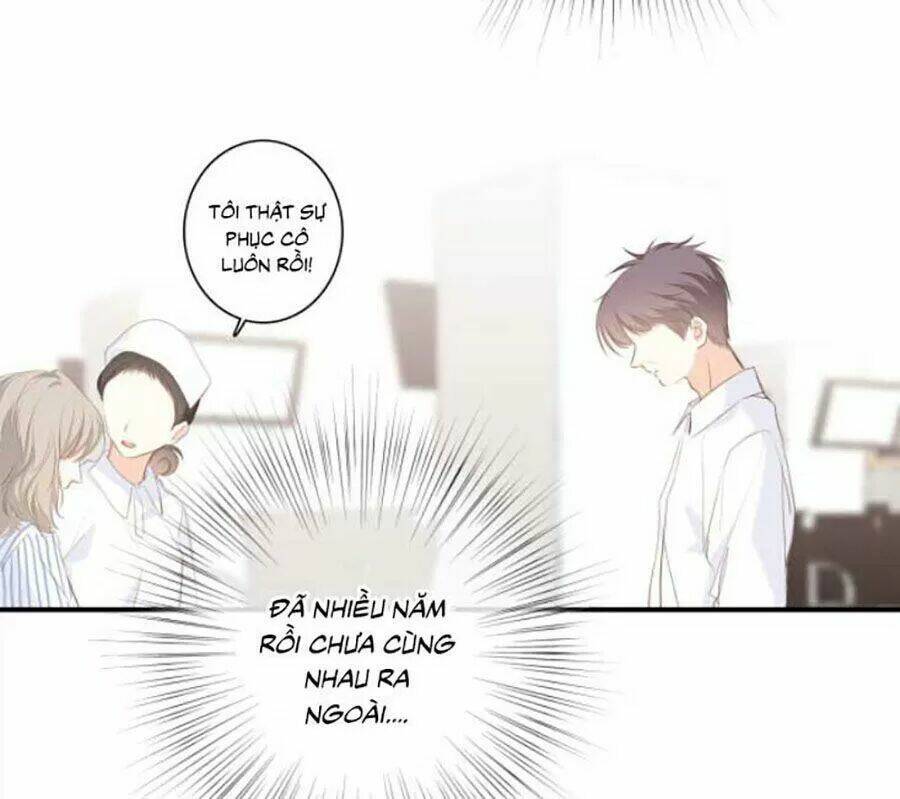 TÔI THẬT SỰ
PHỤC CÔ
LUÔN RỒI!
ĐÃ NHIỀU NĂM
RỒI CHƯA CÙNG
NHAU RA
NGOÀI....